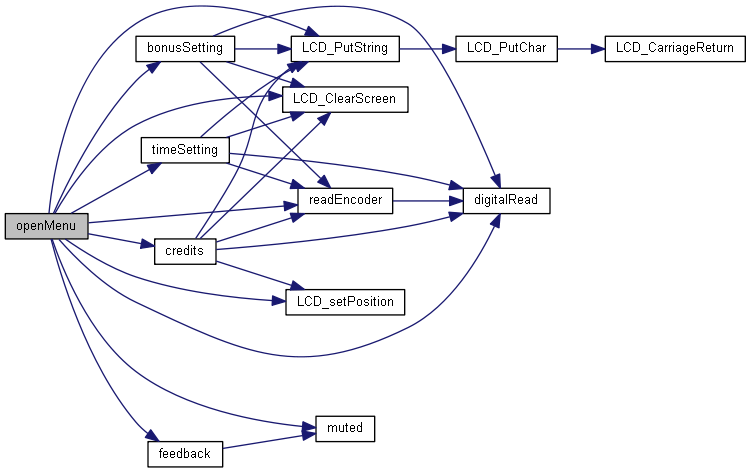 bonusSetting
LCD_PutString
LCD_PutChar
LCD_CarriageReturn
LCD_ClearScreen
timeSetting
readEncoder
digitalRead
openMenu
credits
LCD_setPosition
muted
feedback